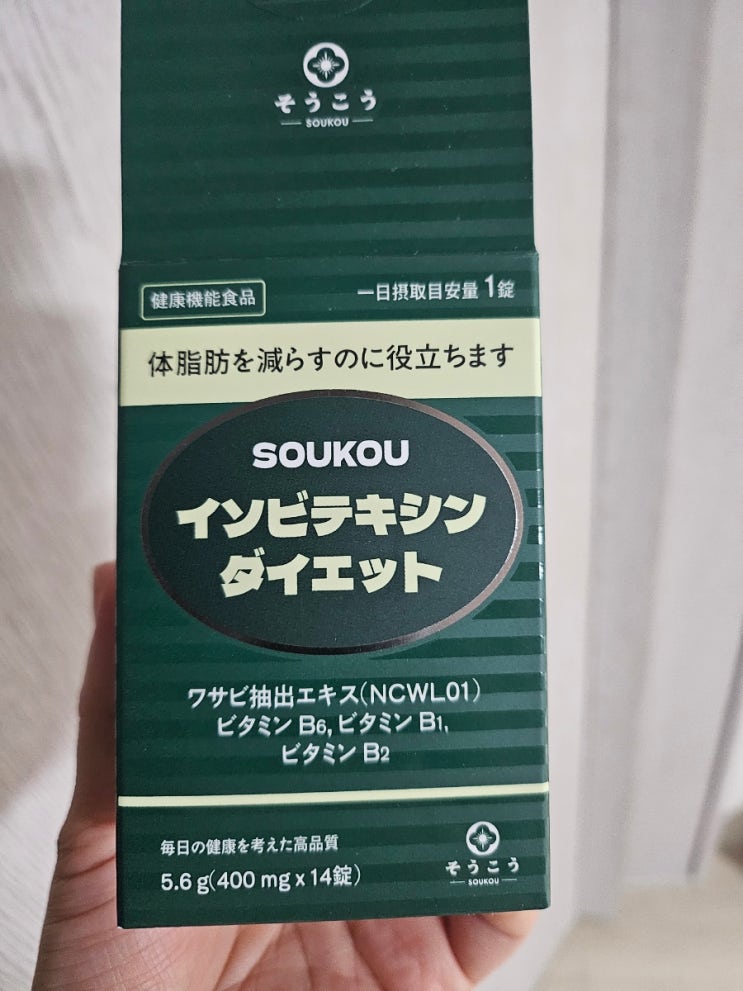 そうこう
SOUKOU
健康機能食品
一日摂取目安量 1錠
体脂肪を減らすのに役立ちます
SOUKOU
イソビテキシン
ダイエット
ワサビ抽出エキス(NCWL01)
ビタミン B6, ビタミン B1,
ビタミン B2
毎日の健康を考えた高品質
5.6 g(400 mg x 14錠)
そうこう
SOUKOU